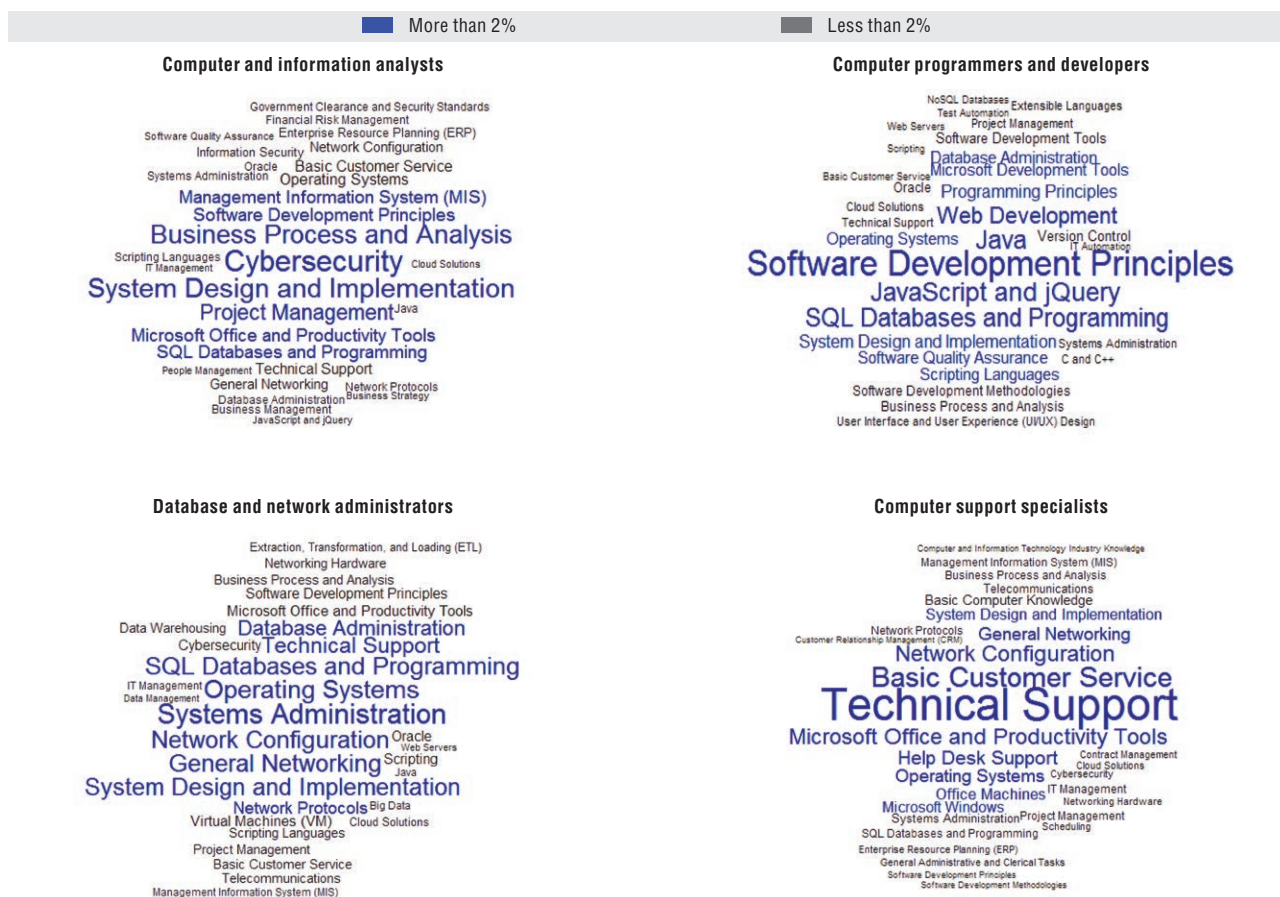 More than 2% Less than 2%
Computer and information analysts
Government Clearance and Security Standards
Financial Risk Management
Software Quality Assurance Enterprise Resource Planning (ERP)
Information Security Network Configuration
Oracle Basic Customer Service
Systems Administration Operating Systems
Management Information System (MIS)
Software Development Principles
Business Process and Analysis
Scripting Languages Cybersecurity Cloud Solutions
IT Management
System Design and Implementation
Project Management Java
Microsoft Office and Productivity Tools
SQL Databases and Programming
People Management Technical Support
General Networking Network Protocols
Database Administration Business Strategy
Business Management
JavaScript and jQuery
Computer programmers and developers
NoSQL Databases Extensible Languages
Test Automation
Web Servers Project Management
Software Development Tools
Scripting
Database Administration
Basic Customer Service Microsoft Development Tools
Oracle Programming Principles
Cloud Solutions
Technical Support Web Development
Operating Systems Java Version Control
IT Automation
Software Development Principles
JavaScript and jQuery
SQL Databases and Programming
System Design and Implementation Systems Administration
Software Quality Assurance C and C++
Scripting Languages
Software Development Methodologies
Business Process and Analysis
User Interface and User Experience (UI/UX) Design
Database and network administrators
Extraction, Transformation, and Loading (ETL)
Networking Hardware
Business Process and Analysis
Software Development Principles
Microsoft Office and Productivity Tools
Data Warehousing Database Administration
Cybersecurity Technical Support
SQL Databases and Programming
IT Management Operating Systems
Data Management
Systems Administration
Network Configuration Oracle
Web Servers
General Networking Scripting
Java
System Design and Implementation
Network Protocols Big Data
Virtual Machines (VM) Cloud Solutions
Scripting Languages
Project Management
Basic Customer Service
Telecommunications
Management Information System (MIS)
Computer support specialists
Computer and Information Technology Industry Knowledge
Management Information System (MIS)
Business Process and Analysis
Telecommunications
Basic Computer Knowledge
System Design and Implementation
Network Protocols General Networking
Customer Relationship Management (CRM)
Network Configuration
Basic Customer Service
Technical Support
Microsoft Office and Productivity Tools
Help Desk Support Contract Management
Cloud Solutions
Operating Systems Cybersecurity
Office Machines IT Management
Microsoft Windows Networking Hardware
Systems Administration Project Management
Scheduling
SQL Databases and Programming
Enterprise Resource Planning (ERP)
General Administrative and Clerical Tasks
Software Development Principles
Software Development Methodologies